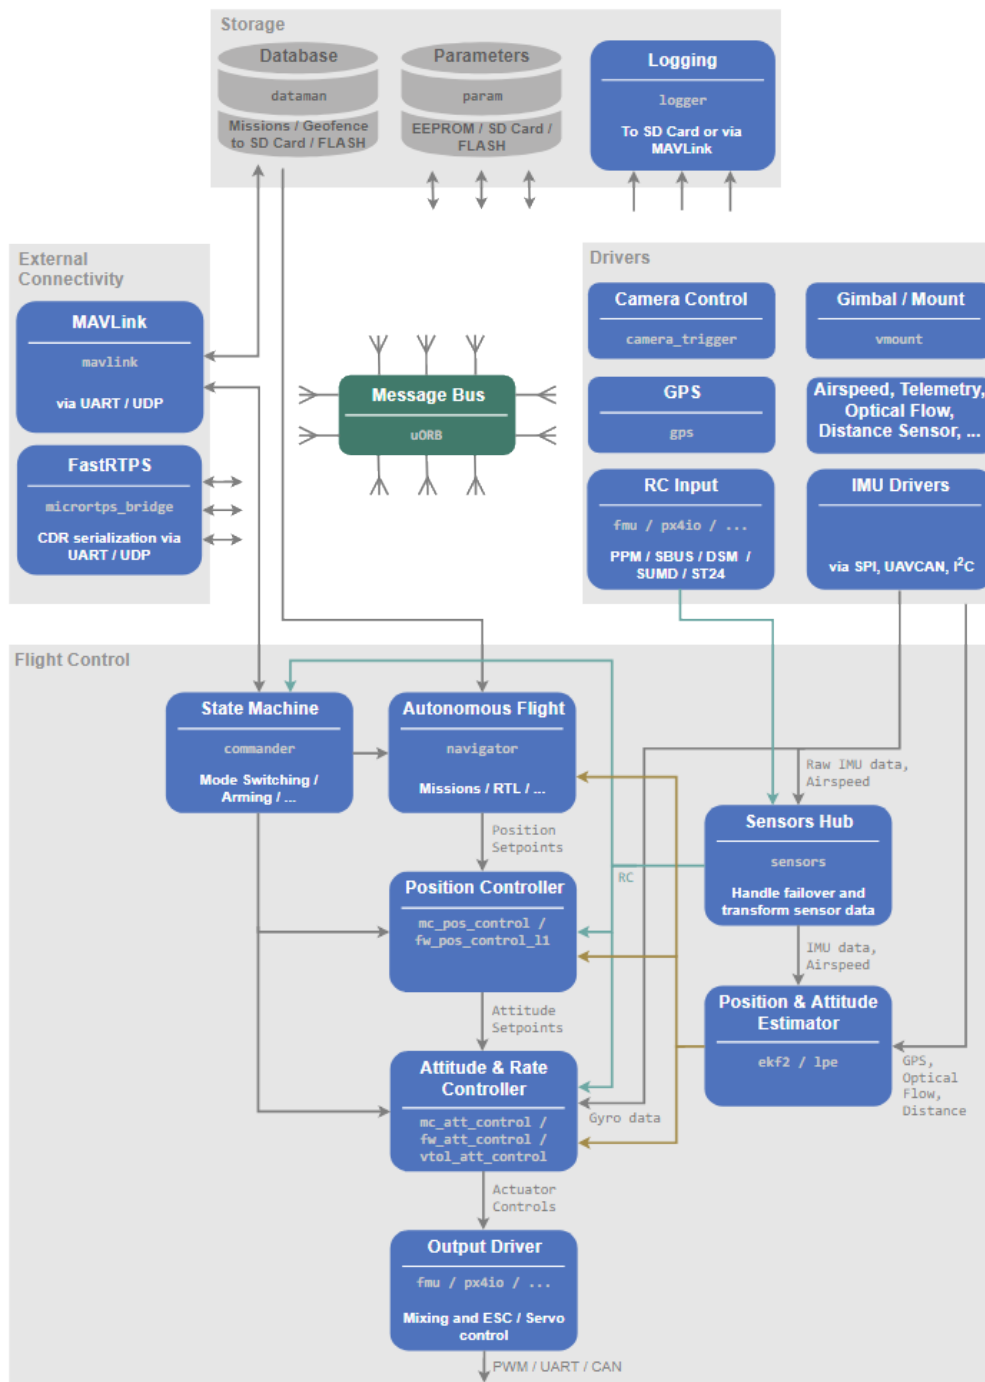 Storage
Database
dataman
Missions / Geofence
to SD Card / FLASH
Parameters
param
EEPROM / SD Card /
FLASH
Logging
logger
To SD Card or via
MAVLink
External
Connectivity
MAVLink
mavlink
via UART / UDP
FastRTPS
micrortps_bridge
CDR serialization via
UART / UDP
Message Bus
uORB
Drivers
Camera Control
camera_trigger
Gimbal / Mount
vmount
GPS
gps
Airspeed, Telemetry,
Optical Flow,
Distance Sensor, ...
RC Input
fmu / px4io / ...
PPM / SBUS / DSM /
SUMD / ST24
IMU Drivers
via SPI, UAVCAN, I²C
Flight Control
State Machine
commander
Mode Switching /
Arming / ...
Autonomous Flight
navigator
Missions / RTL / ...
Raw IMU data,
Airspeed
Position
Setpoints
Sensors Hub
sensors
Handle failover and
transform sensor data
RC
Position Controller
mc_pos_control /
fw_pos_control_l1
IMU data,
Airspeed
Attitude
Setpoints
Position & Attitude
Estimator
ekf2 / lpe
GPS,
Optical
Flow,
Distance
Attitude & Rate
Controller
mc_att_control /
fw_att_control /
vtol_att_control
Gyro data
Actuator
Controls
Output Driver
fmu / px4io / ...
Mixing and ESC / Servo
control
PWM / UART / CAN